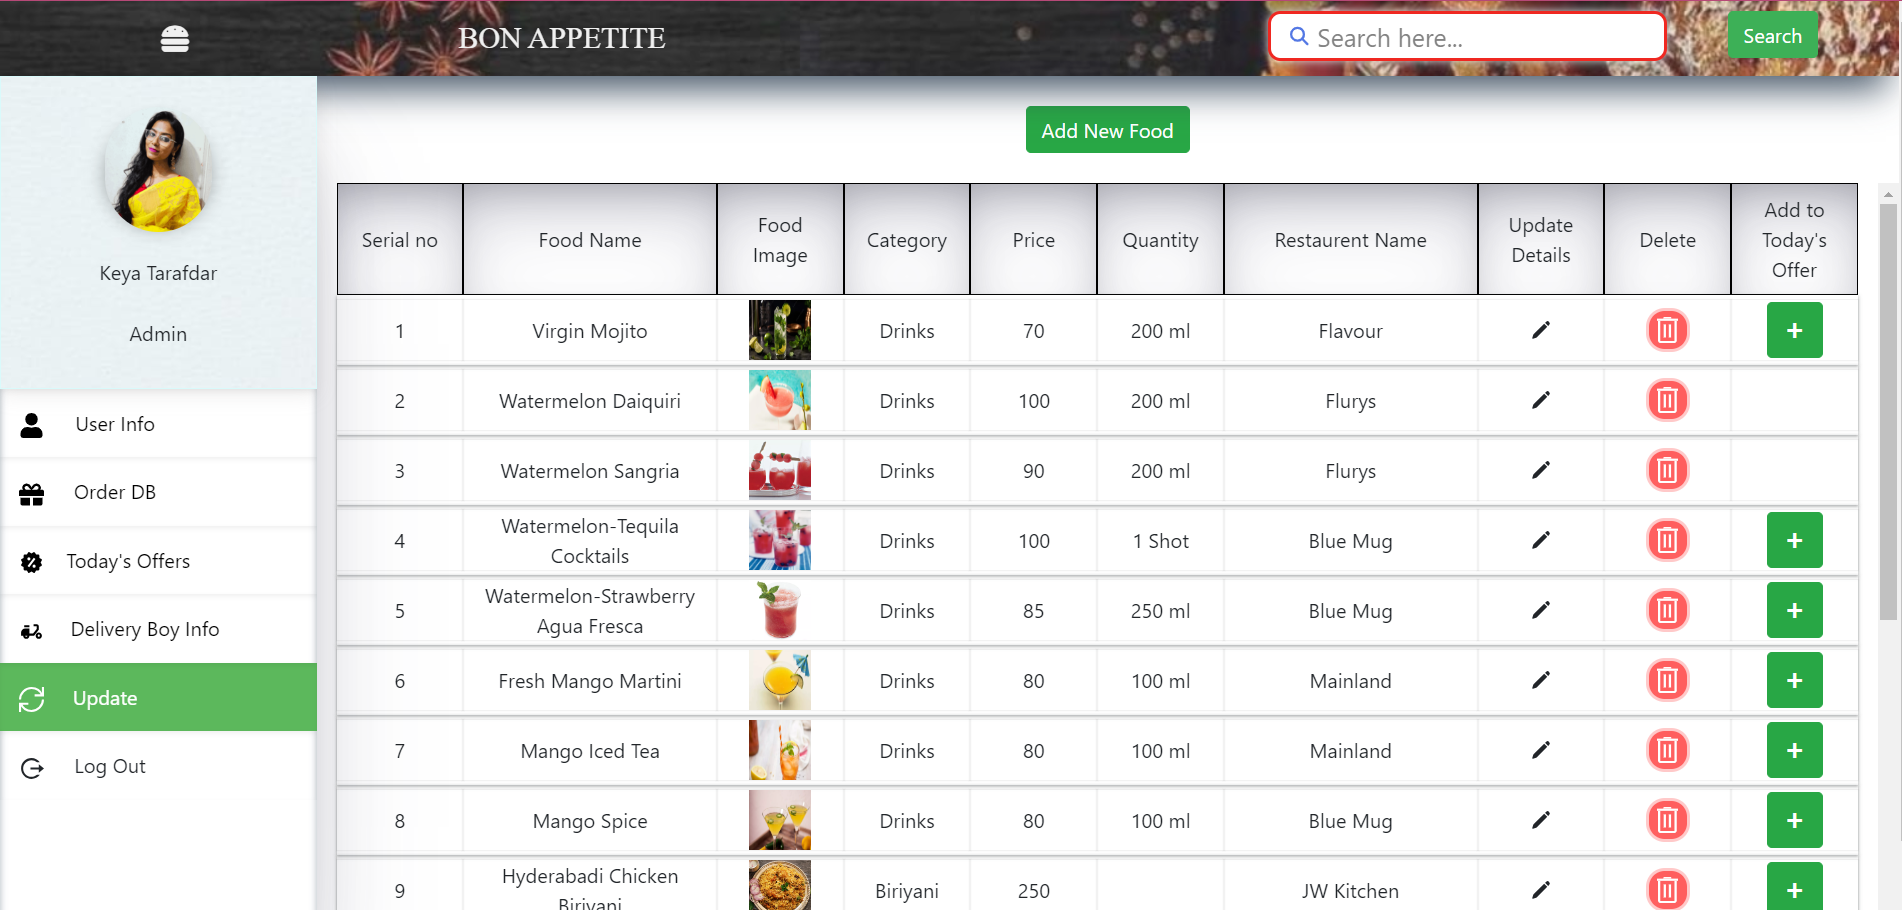 BON APPETITE
Search here...
Search
Keya Tarafdar
Admin
User Info
Order DB
Today's Offers
Delivery Boy Info
Update
Log Out
Add New Food
Serial no Food Name Food Image Category Price Quantity Restaurent Name Update Details Delete Add to Today's Offer
1 Virgin Mojito Drinks 70 200 ml Flavour
2 Watermelon Daiquiri Drinks 100 200 ml Flurys
3 Watermelon Sangria Drinks 90 200 ml Flurys
4 Watermelon-Tequila Cocktails Drinks 100 1 Shot Blue Mug
5 Watermelon-Strawberry Agua Fresca Drinks 85 250 ml Blue Mug
6 Fresh Mango Martini Drinks 80 100 ml Mainland
7 Mango Iced Tea Drinks 80 100 ml Mainland
8 Mango Spice Drinks 80 100 ml Blue Mug
9 Hyderabadi Chicken Biriyani Biriyani 250 JW Kitchen